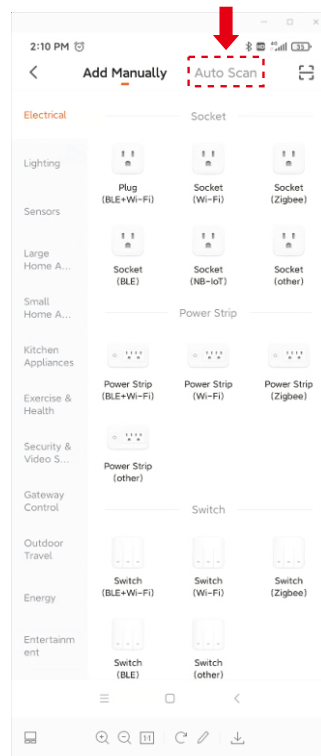 2:10 PM
35
Add Manually
Auto Scan
Electrical
Socket
Lighting
Plug
(BLE+Wi-Fi)
Socket
(Wi-Fi)
Socket
(Zigbee)
Sensors
Large
Home A...
Socket
(BLE)
Socket
(NB-IoT)
Socket
(other)
Small
Home A...
Power Strip
Kitchen
Appliances
Power Strip
(BLE+Wi-Fi)
Power Strip
(Wi-Fi)
Power Strip
(Zigbee)
Exercise &
Health
Security &
Video S...
Power Strip
(other)
Gateway
Control
Switch
Outdoor
Travel
Switch
(BLE+Wi-Fi)
Switch
(Wi-Fi)
Switch
(Zigbee)
Energy
Entertainm
ent
Switch
(BLE)
Switch
(other)
1:1